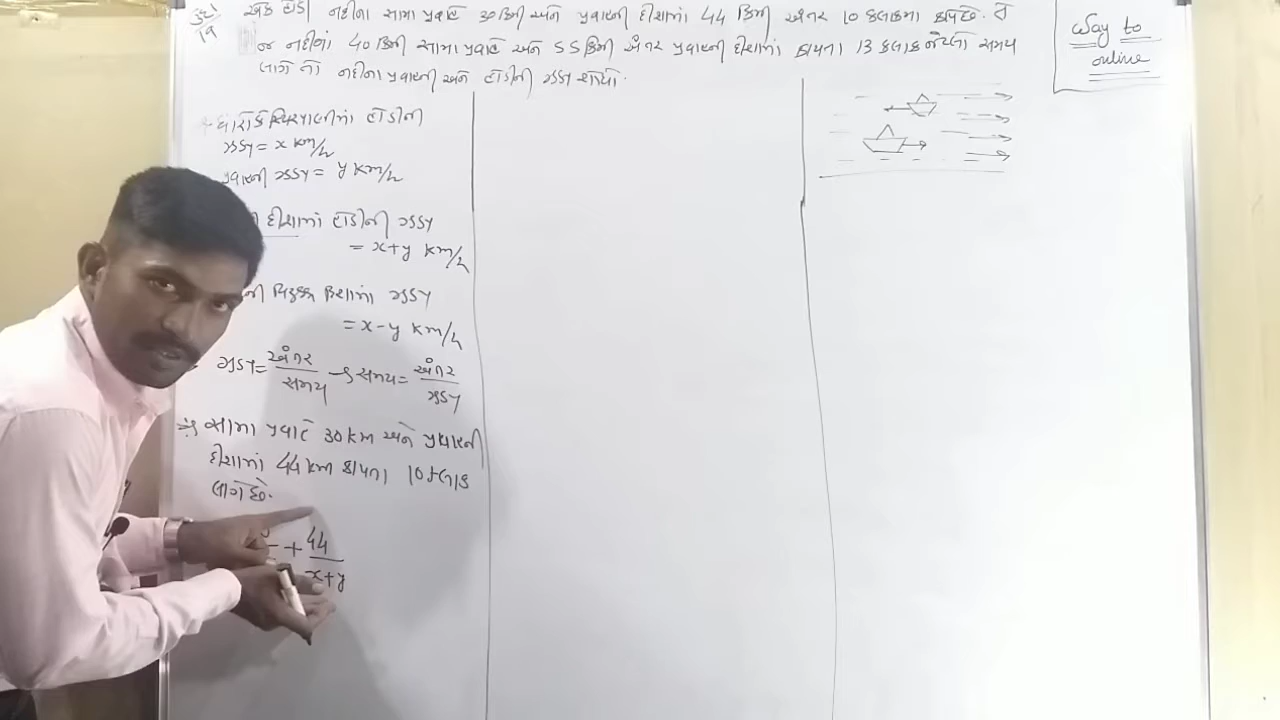 ઉદા
19
એક હોડી નદીના સામા પ્રવાહે 30 કિમી અને પ્રવાહની દીશામાં 44 કિમી અંતર 10 કલાકમાં કાપે છે. તે
જ નદીમાં 40 કિમી સામા પ્રવાહે અને 55 કિમી અંતર પ્રવાહની દીશામાં કાપતા 13 કલાક જેટલો સમય
લાગે તો નદીના પ્રવાહની અને હોડીની ઝડપ શોધો.
Way to
online
ધારોકે સ્થિરપાણીમાં હોડીની
ઝડપ = x km/h
પ્રવાહની ઝડપ = y km/h
દીશામાં હોડીની ઝડપ
= x+y km/h
ની વિરુદ્ધ દિશામાં ઝડપ
= x-y km/h
ઝડપ = અંતર/સમય → સમય = અંતર/ઝડપ
સામા પ્રવાહે 30 km અને પ્રવાહની
દીશામાં 44 km કાપતા 10 કલાક
લાગે છે.
+ 44/x+y